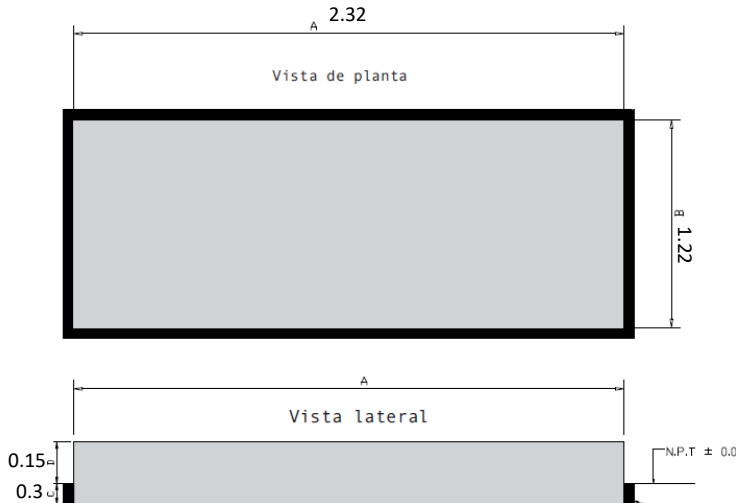 2.32
A
Vista de planta
B
1.22
A
Vista lateral
0.15
D
N.P.T ± 0.0
0.3
C